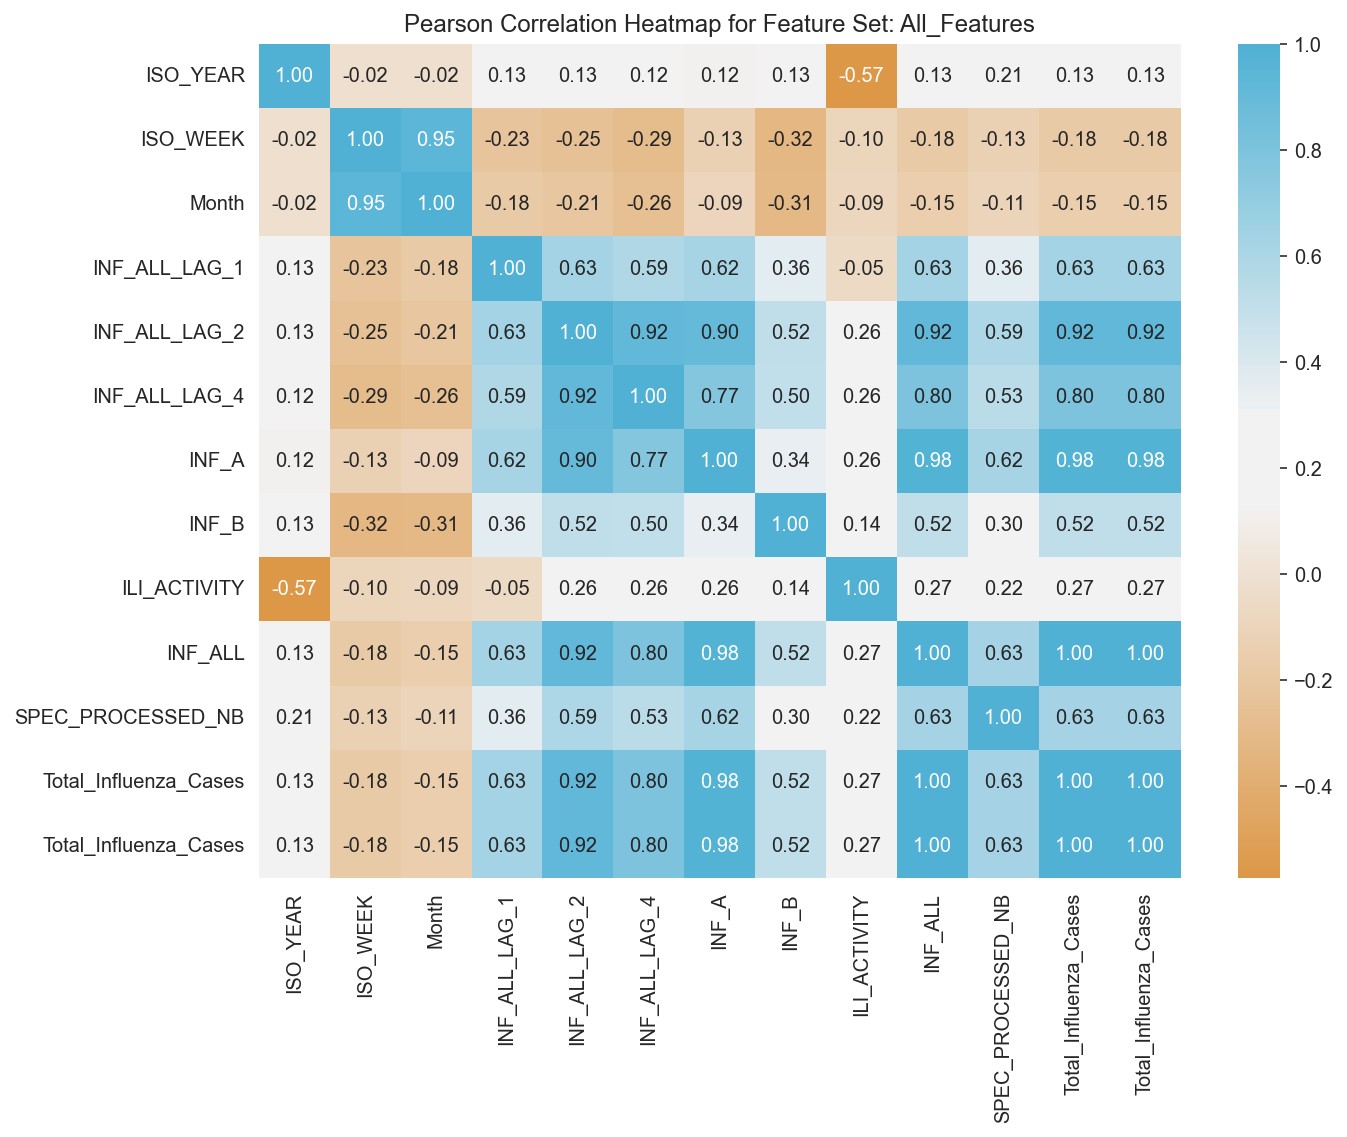 Pearson Correlation Heatmap for Feature Set: All_Features
ISO_YEAR 1.00 -0.02 -0.02 0.13 0.13 0.12 0.12 0.13 -0.57 0.13 0.21 0.13 0.13
ISO_WEEK -0.02 1.00 0.95 -0.23 -0.25 -0.29 -0.13 -0.32 -0.10 -0.18 -0.13 -0.18 -0.18
Month -0.02 0.95 1.00 -0.18 -0.21 -0.26 -0.09 -0.31 -0.09 -0.15 -0.11 -0.15 -0.15
INF_ALL_LAG_1 0.13 -0.23 -0.18 1.00 0.63 0.59 0.62 0.36 -0.05 0.63 0.36 0.63 0.63
INF_ALL_LAG_2 0.13 -0.25 -0.21 0.63 1.00 0.92 0.90 0.52 0.26 0.92 0.59 0.92 0.92
INF_ALL_LAG_4 0.12 -0.29 -0.26 0.59 0.92 1.00 0.77 0.50 0.26 0.80 0.53 0.80 0.80
INF_A 0.12 -0.13 -0.09 0.62 0.90 0.77 1.00 0.34 0.26 0.98 0.62 0.98 0.98
INF_B 0.13 -0.32 -0.31 0.36 0.52 0.50 0.34 1.00 0.14 0.52 0.30 0.52 0.52
ILI_ACTIVITY -0.57 -0.10 -0.09 -0.05 0.26 0.26 0.26 0.14 1.00 0.27 0.22 0.27 0.27
INF_ALL 0.13 -0.18 -0.15 0.63 0.92 0.80 0.98 0.52 0.27 1.00 0.63 1.00 1.00
SPEC_PROCESSED_NB 0.21 -0.13 -0.11 0.36 0.59 0.53 0.62 0.30 0.22 0.63 1.00 0.63 0.63
Total_Influenza_Cases 0.13 -0.18 -0.15 0.63 0.92 0.80 0.98 0.52 0.27 1.00 0.63 1.00 1.00
Total_Influenza_Cases 0.13 -0.18 -0.15 0.63 0.92 0.80 0.98 0.52 0.27 1.00 0.63 1.00 1.00
ISO_YEAR
ISO_WEEK
Month
INF_ALL_LAG_1
INF_ALL_LAG_2
INF_ALL_LAG_4
INF_A
INF_B
ILI_ACTIVITY
INF_ALL
SPEC_PROCESSED_NB
Total_Influenza_Cases
Total_Influenza_Cases
1.0
0.8
0.6
0.4
0.2
0.0
−0.2
−0.4